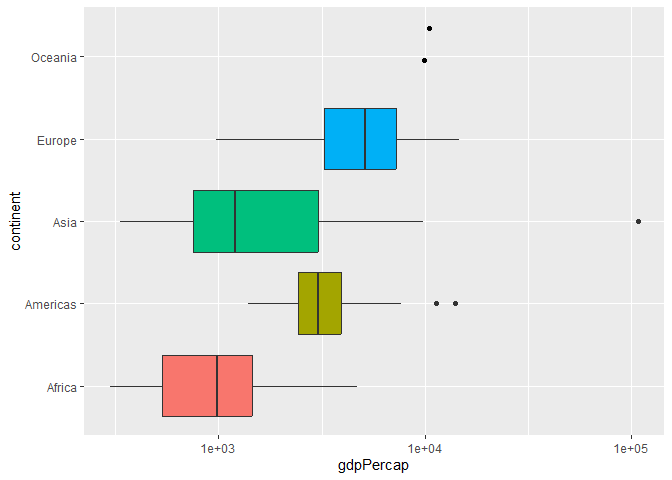 Oceania
Europe
Asia
Americas
Africa
continent
1e+03 1e+04 1e+05
gdpPercap